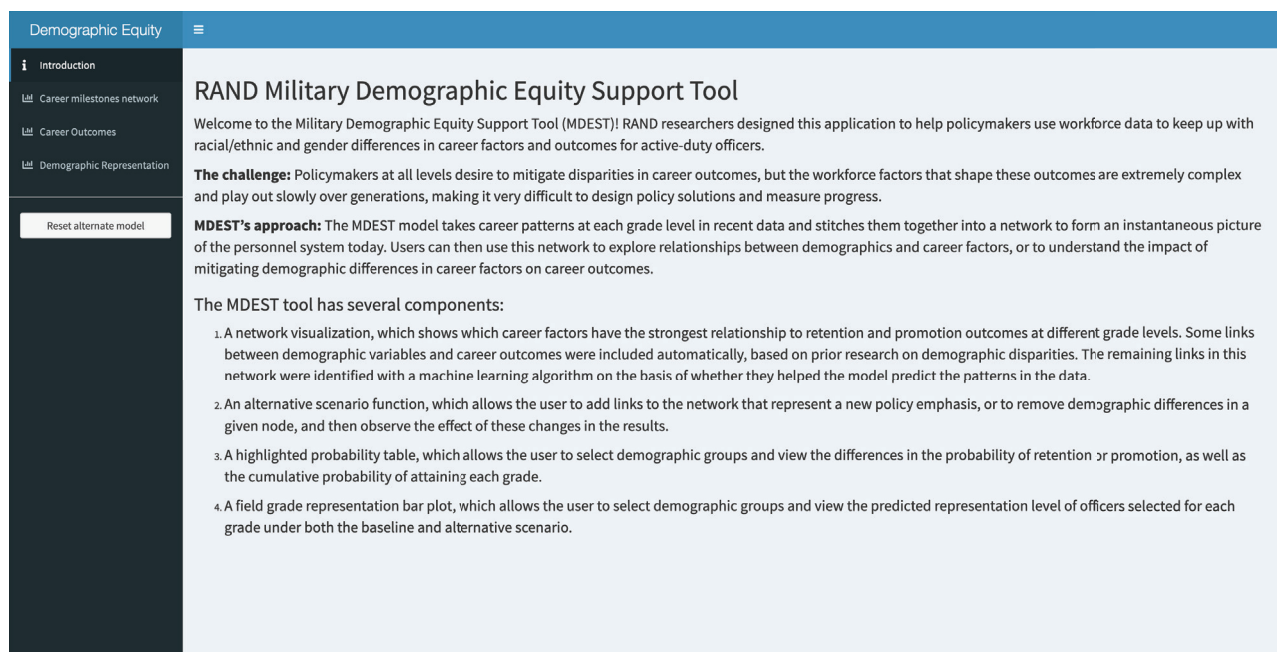 Demographic Equity
Introduction
Career milestones network
Career Outcomes
Demographic Representation
Reset alternate model
RAND Military Demographic Equity Support Tool
Welcome to the Military Demographic Equity Support Tool (MDEST)! RAND researchers designed this application to help policymakers use workforce data to keep up with
racial/ethnic and gender differences in career factors and outcomes for active-duty officers.
The challenge: Policymakers at all levels desire to mitigate disparities in career outcomes, but the workforce factors that shape these outcomes are extremely complex
and play out slowly over generations, making it very difficult to design policy solutions and measure progress.
MDEST's approach: The MDEST model takes career patterns at each grade level in recent data and stitches them together into a network to form an instantaneous picture
of the personnel system today. Users can then use this network to explore relationships between demographics and career factors, or to understand the impact of
mitigating demographic differences in career factors on career outcomes.
The MDEST tool has several components:
1. A network visualization, which shows which career factors have the strongest relationship to retention and promotion outcomes at different grade levels. Some links
between demographic variables and career outcomes were included automatically, based on prior research on demographic disparities. The remaining links in this
network were identified with a machine learning algorithm on the basis of whether they helped the model predict the patterns in the data.
2. An alternative scenario function, which allows the user to add links to the network that represent a new policy emphasis, or to remove demographic differences in a
given node, and then observe the effect of these changes in the results.
3. A highlighted probability table, which allows the user to select demographic groups and view the differences in the probability of retention or promotion, as well as
the cumulative probability of attaining each grade.
4. A field grade representation bar plot, which allows the user to select demographic groups and view the predicted representation level of officers selected for each
grade under both the baseline and alternative scenario.